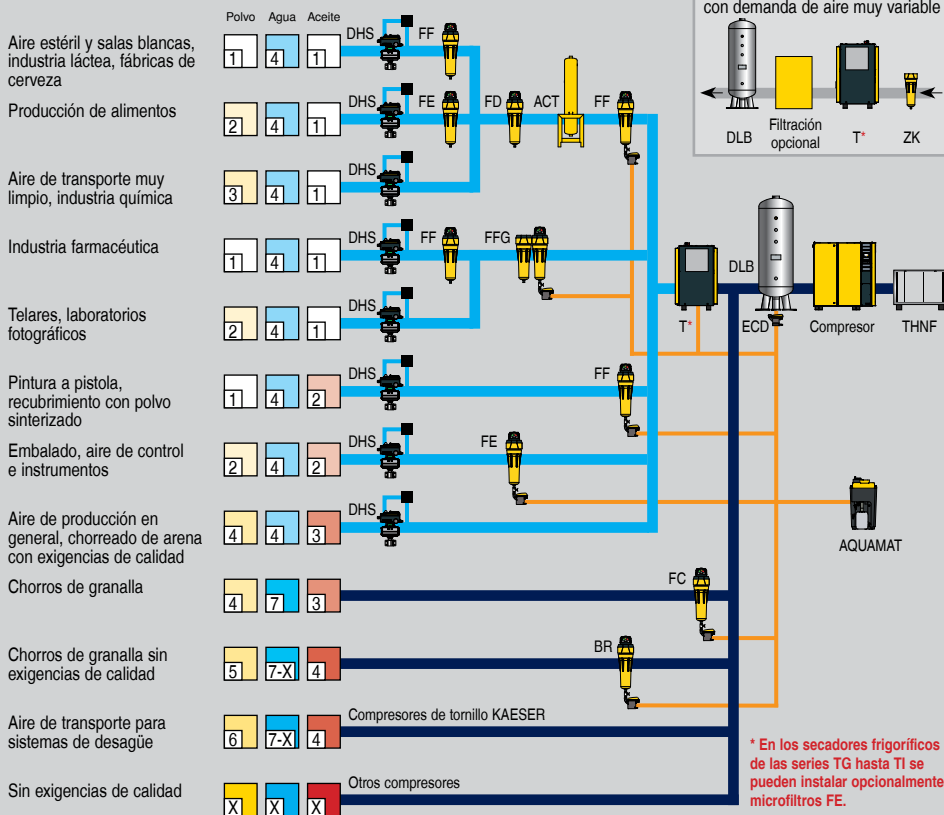 con demanda de aire muy variable
DLB
Filtración
opcional
T*
ZK
Polvo Agua Aceite
Aire estéril y salas blancas,
industria láctea, fábricas de
cerveza
1 4 1
DHS
FF
Producción de alimentos
2 4 1
DHS
FE
FD
ACT
FF
Aire de transporte muy
limpio, industria química
3 4 1
DHS
Industria farmacéutica
1 4 1
DHS
FF
FFG
Telares, laboratorios
fotográficos
2 4 1
DHS
T*
DLB
ECD
Compresor
THNF
Pintura a pistola,
recubrimiento con polvo
sinterizado
1 4 2
DHS
FF
Embalado, aire de control
e instrumentos
2 4 2
DHS
FE
AQUAMAT
Aire de producción en
general, chorreado de arena
con exigencias de calidad
4 4 3
DHS
Chorros de granalla
4 7 3
FC
Chorros de granalla sin
exigencias de calidad
5 7-X 4
BR
Aire de transporte para
sistemas de desagüe
6 7-X 4
Compresores de tornillo KAESER
Sin exigencias de calidad
X X X
Otros compresores
* En los secadores frigoríficos
de las series TG hasta TI se
pueden instalar opcionalmente
microfiltros FE.